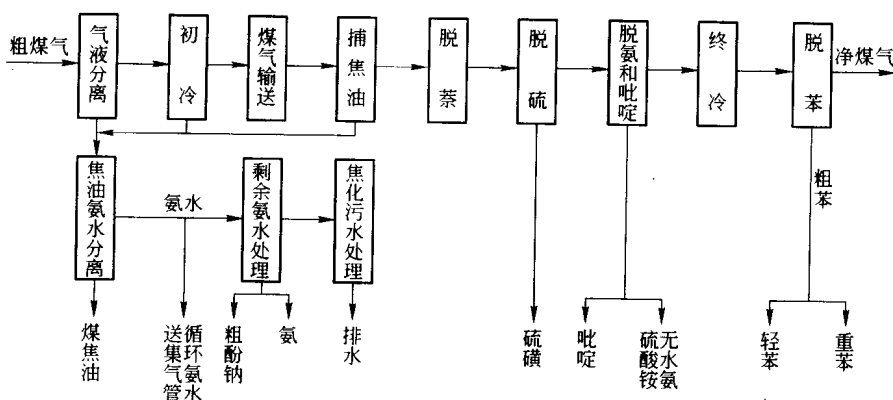 粗煤气
气液分离
初冷
煤气输送
捕焦油
脱萘
脱硫
脱氨和吡啶
终冷
脱苯
净煤气
焦油氨水分离
氨水
剩余氨水处理
焦化污水处理
粗苯
煤焦油
循环氨水
送集气管
粗酚钠
氨
排水
硫磺
吡啶
无水氨
硫酸铵
轻苯
重苯